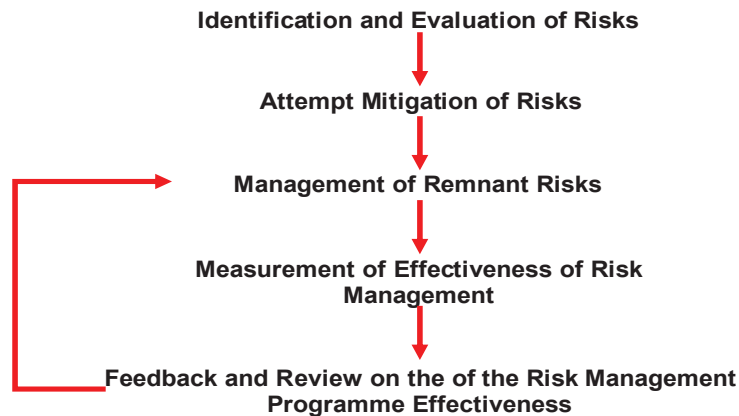 Identification and Evaluation of Risks
Attempt Mitigation of Risks
Management of Remnant Risks
Measurement of Effectiveness of Risk
Management
Feedback and Review on the of the Risk Management
Programme Effectiveness